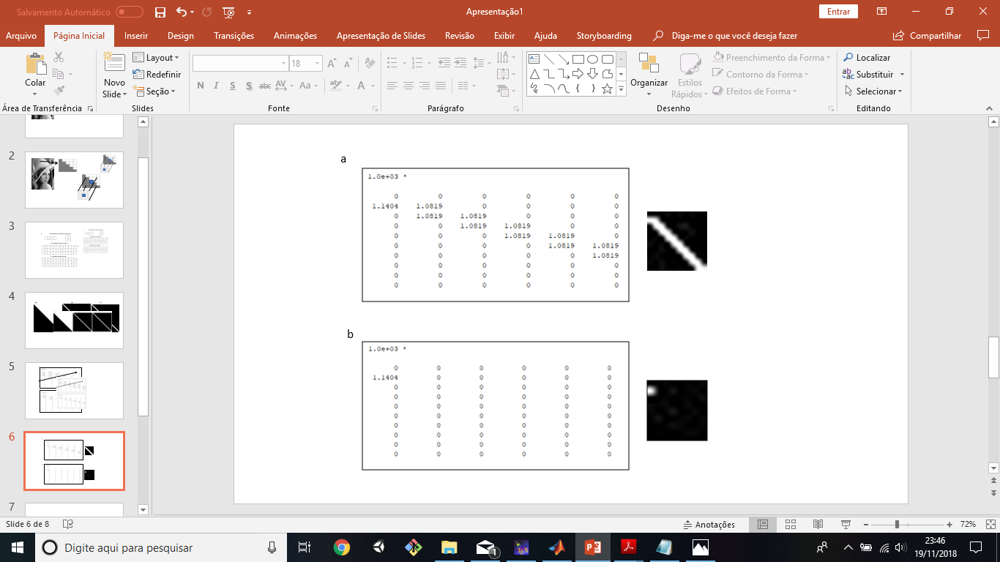 Salvamento Automático
Apresentação1
Entrar
Arquivo Página Inicial Inserir Design Transições Animações Apresentação de Slides Revisão Exibir Ajuda Storyboarding Diga-me o que você deseja fazer Compartilhar
Colar
Área de Transferência
Novo Slide
Layout
Redefinir
Seção
Slides
18
N I S S abc AV Aa A
Fonte
Parágrafo
Organizar
Estilos Rápidos
Preenchimento da Forma
Contorno da Forma
Efeitos de Forma
Desenho
Localizar
Substituir
Selecionar
Editando
2
3
4
5
6
7
a
1.0e+03 *
0 0 0 0 0 0
1.1404 1.0819 0 0 0 0
0 1.0819 1.0819 0 0 0
0 0 1.0819 1.0819 0 0
0 0 0 1.0819 1.0819 0
0 0 0 0 1.0819 1.0819
0 0 0 0 0 1.0819
0 0 0 0 0 0
0 0 0 0 0 0
0 0 0 0 0 0
b
1.0e+03 *
0 0 0 0 0 0
1.1404 0 0 0 0 0
0 0 0 0 0 0
0 0 0 0 0 0
0 0 0 0 0 0
0 0 0 0 0 0
0 0 0 0 0 0
0 0 0 0 0 0
0 0 0 0 0 0
0 0 0 0 0 0
Slide 6 de 8
Anotações
72%
Digite aqui para pesquisar
1
23:46
19/11/2018